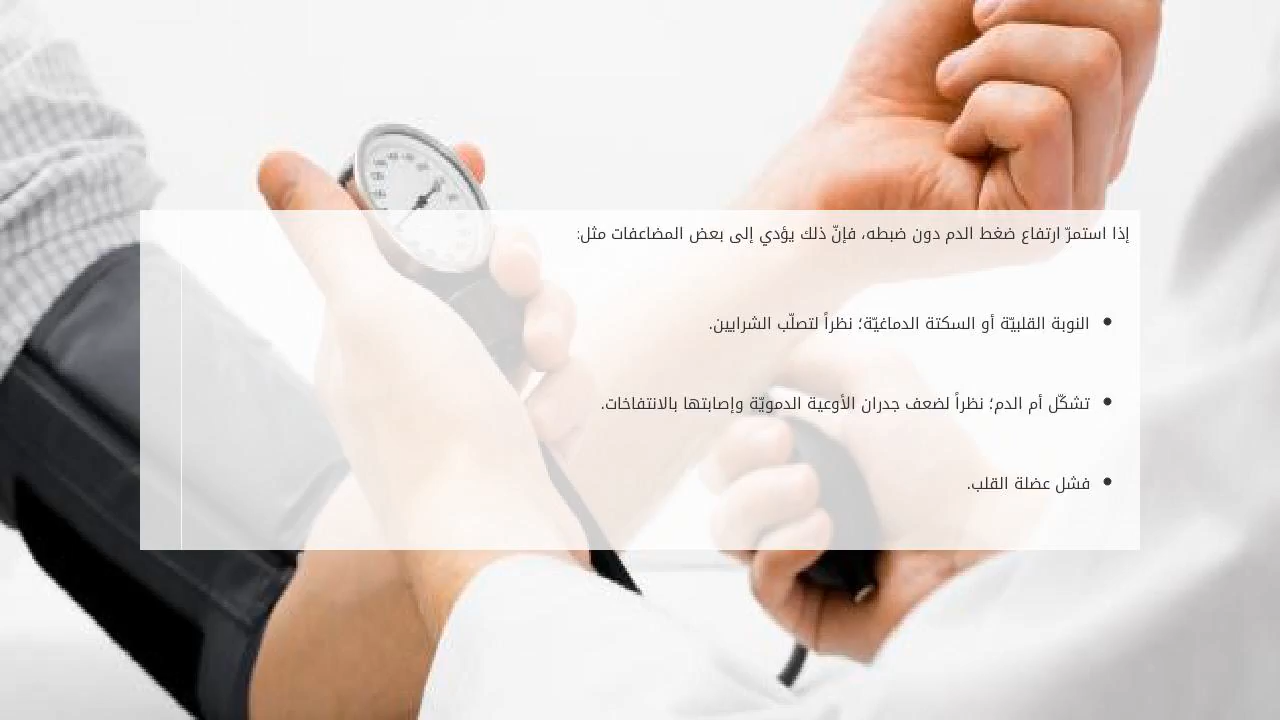 إذا استمرّ ارتفاع ضغط الدم دون ضبطه، فإنّ ذلك يؤدي إلى بعض المضاعفات مثل:
• النوبة القلبيّة أو السكتة الدماغيّة؛ نظراً لتصلّب الشرايين.
• تشكّل أم الدم؛ نظراً لضعف جدران الأوعية الدمويّة وإصابتها بالانتفاخات.
• فشل عضلة القلب.